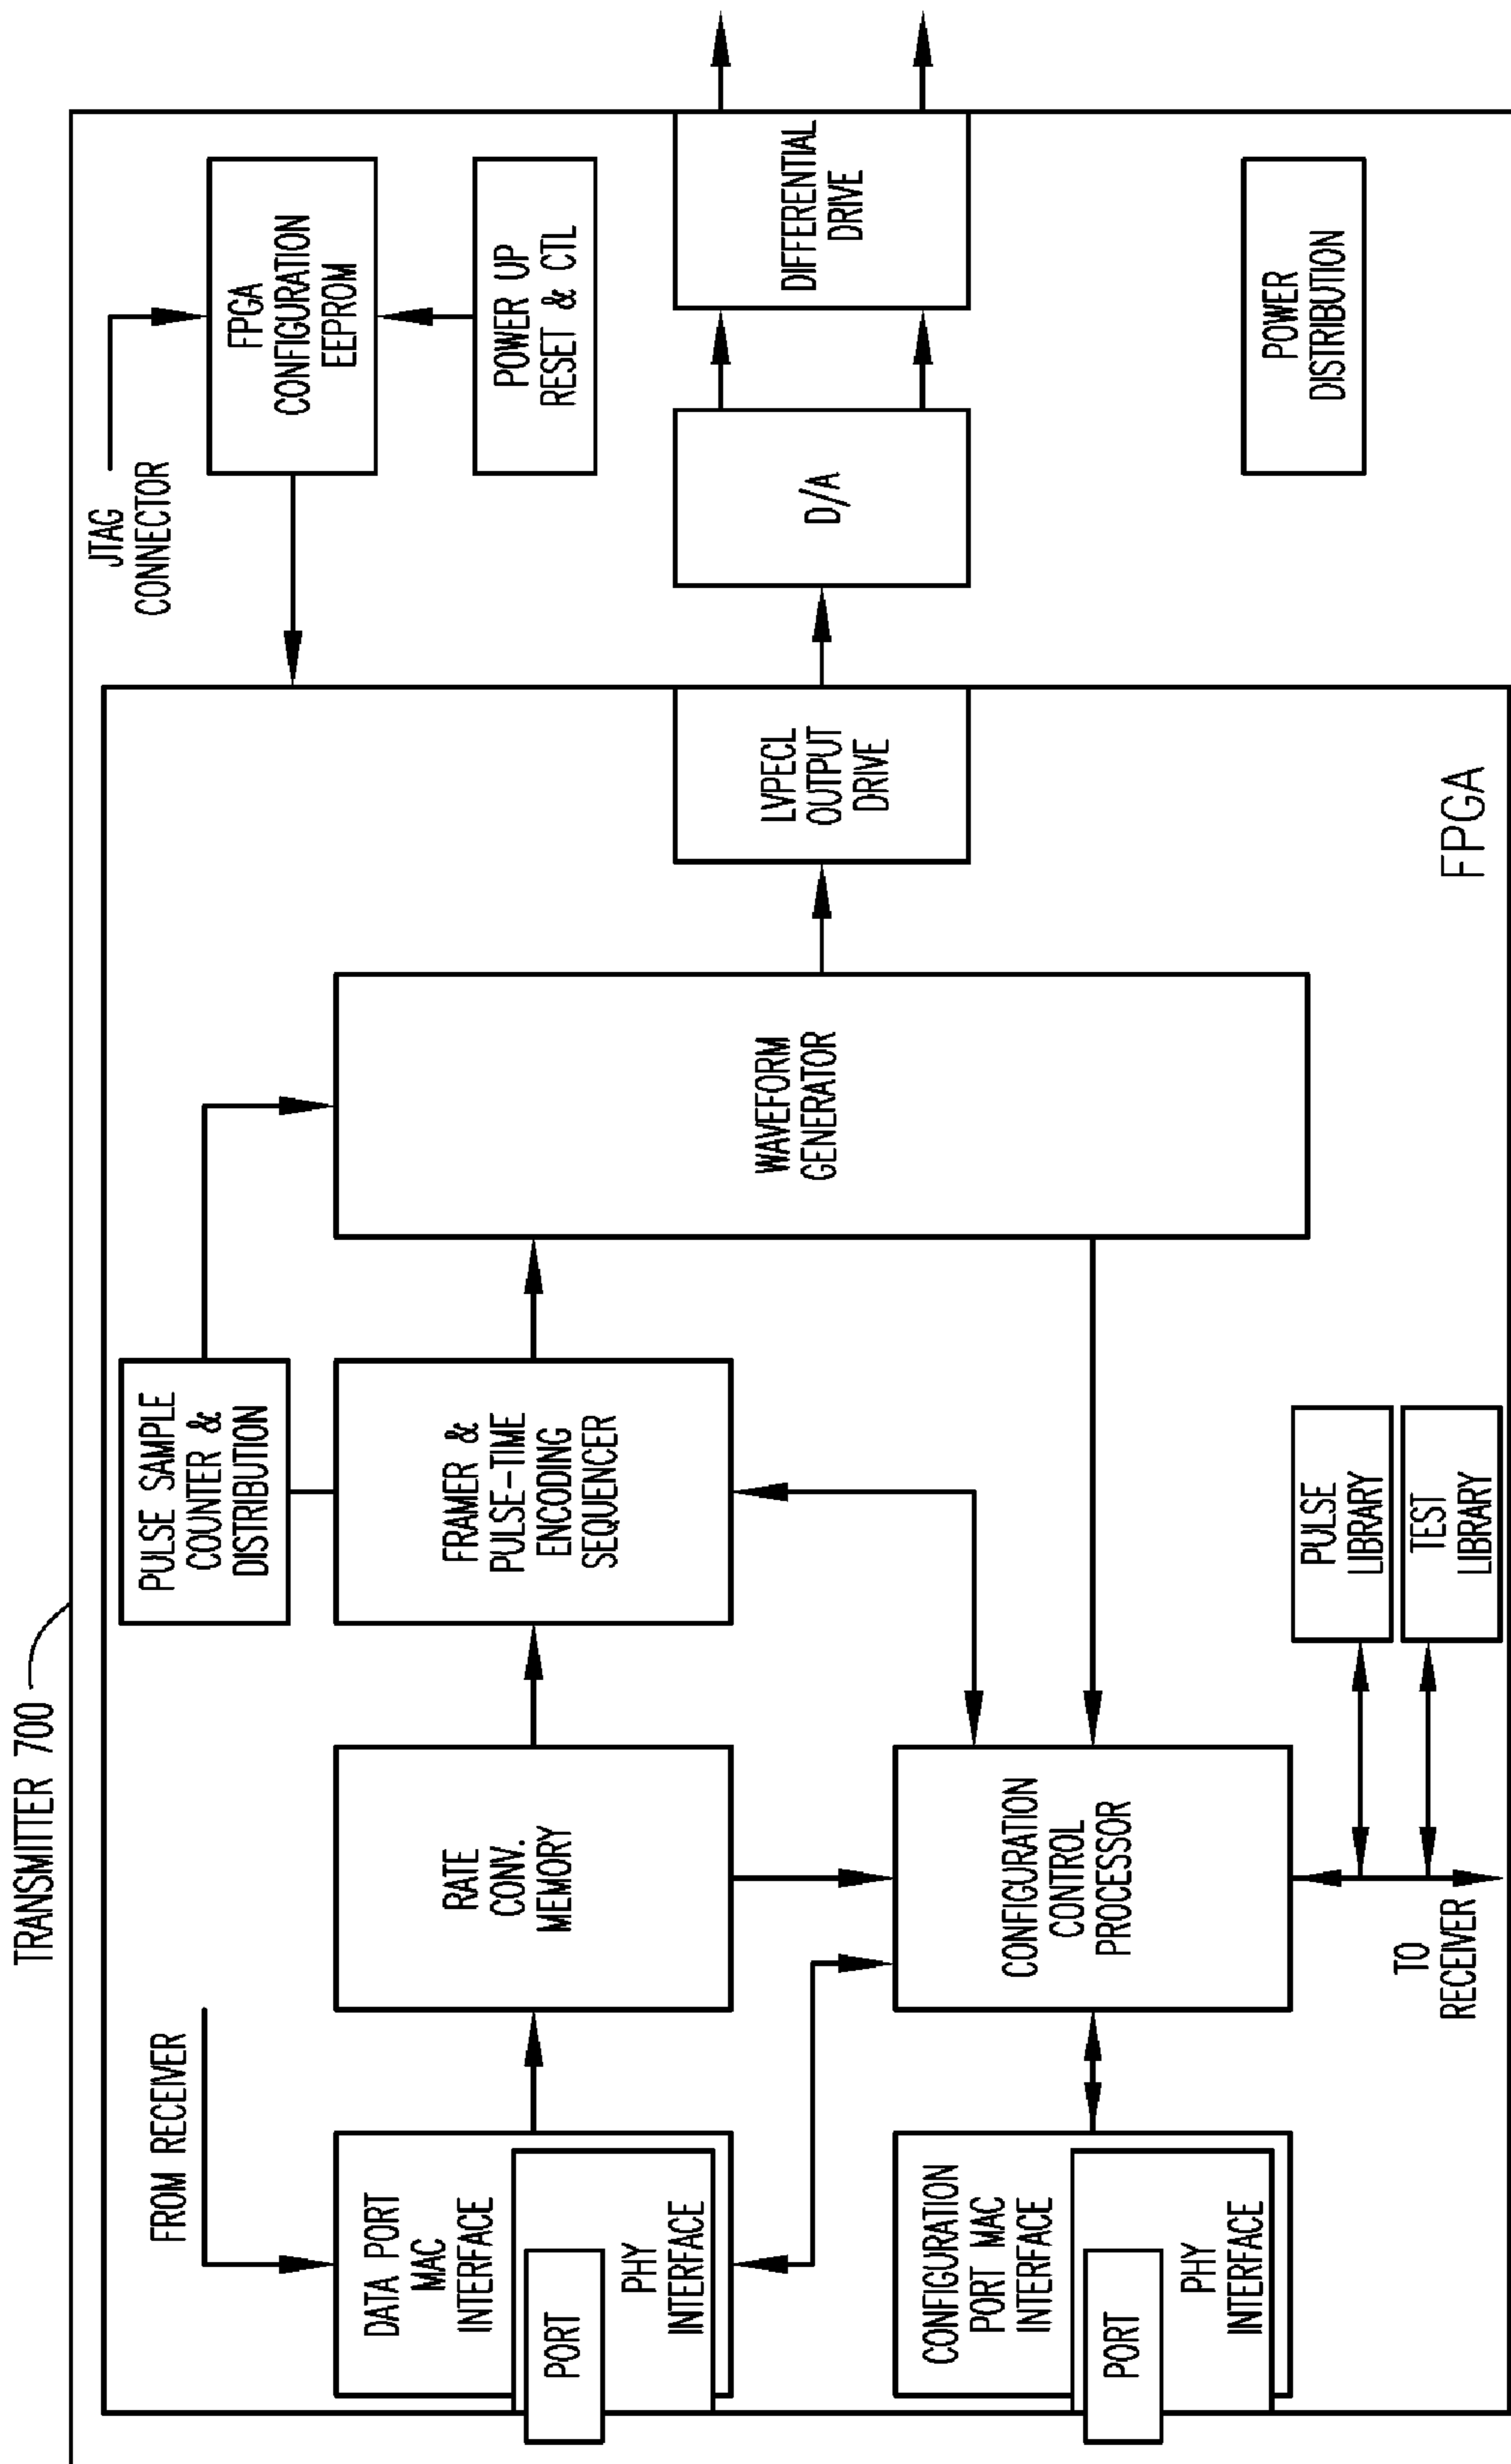 TRANSMITTER 700
FROM RECEIVER
DATA PORT
MAC
INTERFACE
PORT
PHY
INTERFACE
CONFIGURATION
PORT MAC
INTERFACE
PORT
PHY
INTERFACE
RATE
CONV.
MEMORY
CONFIGURATION
CONTROL
PROCESSOR
TO
RECEIVER
PULSE SAMPLE
COUNTER &
DISTRIBUTION
FRAMER &
PULSE-TIME
ENCODING
SEQUENCER
PULSE
LIBRARY
TEST
LIBRARY
WAVEFORM
GENERATOR
LVPECL
OUTPUT
DRIVE
FPGA
JTAG
CONNECTOR
FPGA
CONFIGURATION
EEPROM
POWER UP
RESET & CTL
D/A
DIFFERENTIAL
DRIVE
POWER
DISTRIBUTION